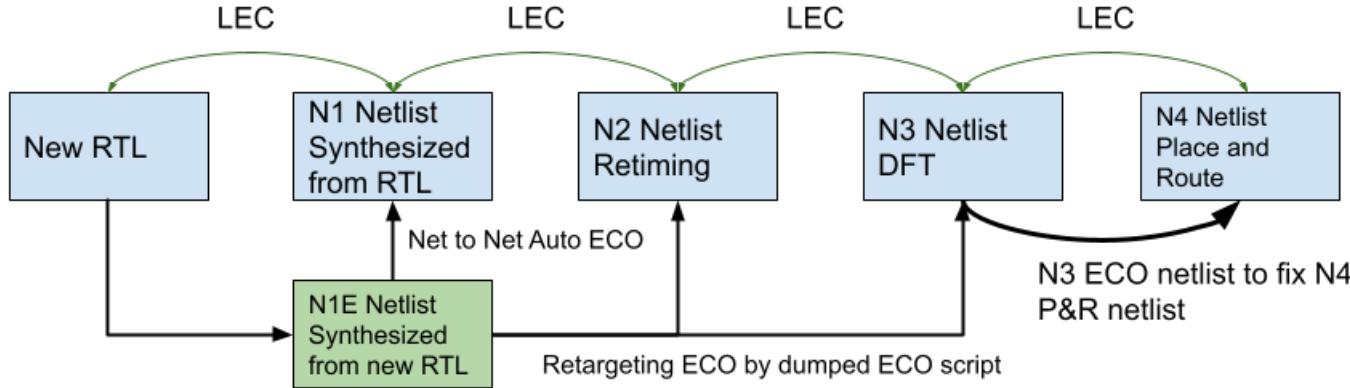 LEC
LEC
LEC
LEC
New RTL
N1 Netlist
Synthesized
from RTL
N2 Netlist
Retiming
N3 Netlist
DFT
N4 Netlist
Place and
Route
Net to Net Auto ECO
N1E Netlist
Synthesized
from new RTL
N3 ECO netlist to fix N4
P&R netlist
Retargeting ECO by dumped ECO script